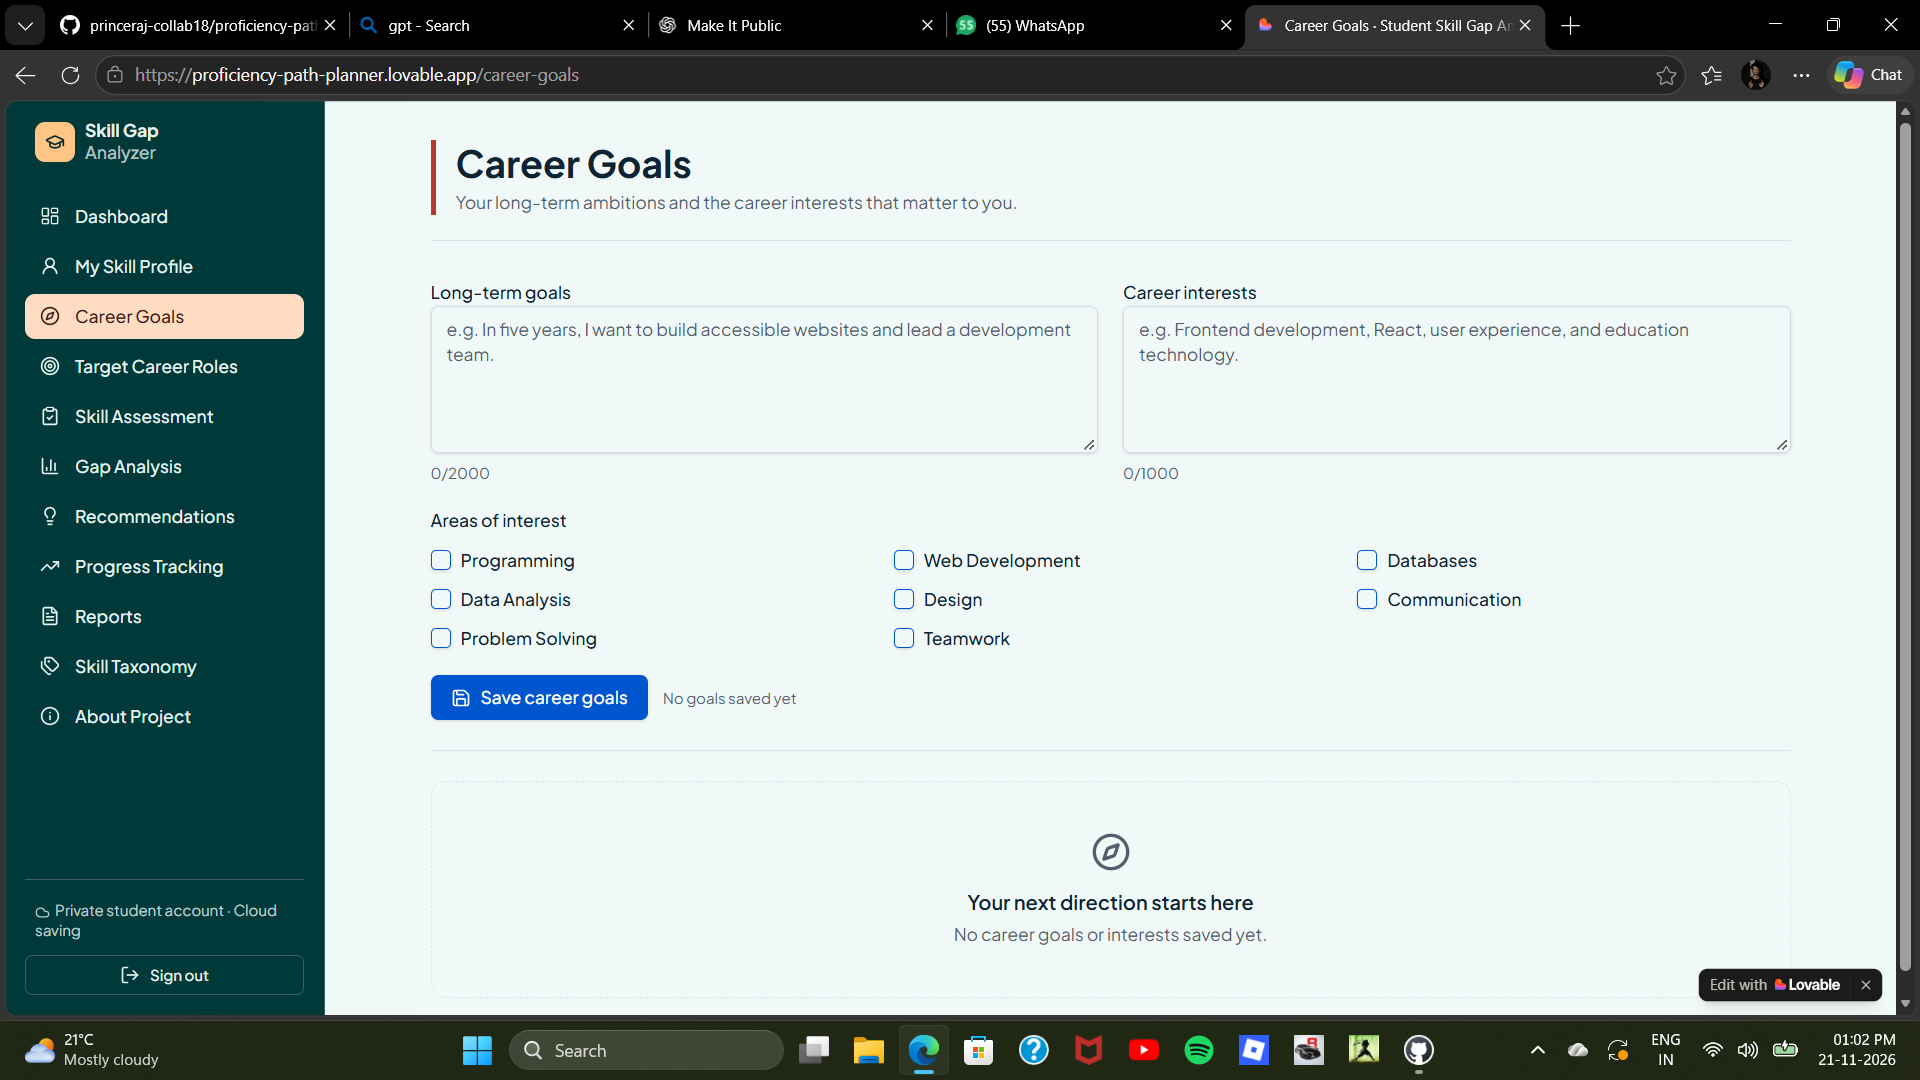 princeraj-collab18/proficiency-pat
gpt - Search
Make It Public
(55) WhatsApp
Career Goals · Student Skill Gap An
https://proficiency-path-planner.lovable.app/career-goals
Chat
Skill Gap
Analyzer
Dashboard
My Skill Profile
Career Goals
Target Career Roles
Skill Assessment
Gap Analysis
Recommendations
Progress Tracking
Reports
Skill Taxonomy
About Project
Private student account · Cloud
saving
Sign out
Career Goals
Your long-term ambitions and the career interests that matter to you.
Long-term goals
e.g. In five years, I want to build accessible websites and lead a development
team.
0/2000
Career interests
e.g. Frontend development, React, user experience, and education
technology.
0/1000
Areas of interest
Programming
Web Development
Databases
Data Analysis
Design
Communication
Problem Solving
Teamwork
Save career goals
No goals saved yet
Your next direction starts here
No career goals or interests saved yet.
Edit with Lovable
21°C
Mostly cloudy
Search
ENG
IN
01:02 PM
21-11-2026